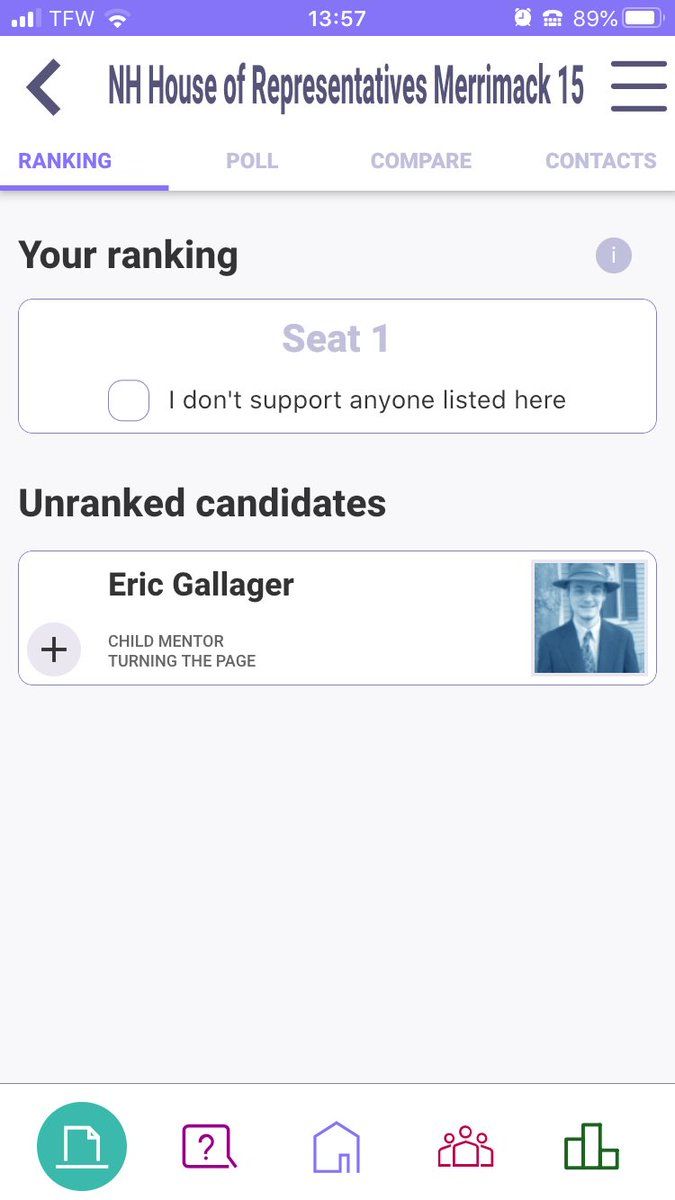 TFW 13:57 89%
NH House of Representatives Merrimack 15
RANKING POLL COMPARE CONTACTS
Your ranking i
Seat 1
I don't support anyone listed here
Unranked candidates
Eric Gallager
+
CHILD MENTOR
TURNING THE PAGE
?